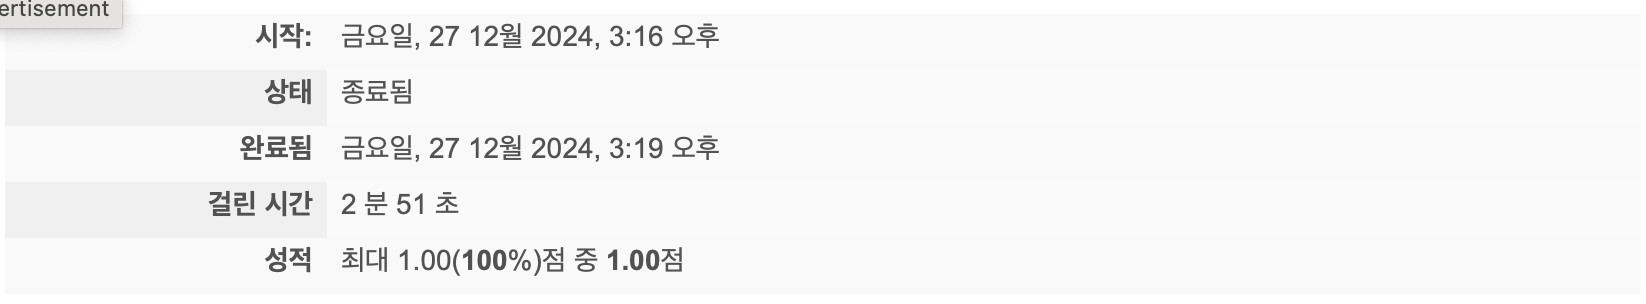 ertisement
시작: 금요일, 27 12월 2024, 3:16 오후
상태 종료됨
완료됨 금요일, 27 12월 2024, 3:19 오후
걸린 시간 2 분 51 초
성적 최대 1.00(100%)점 중 1.00점